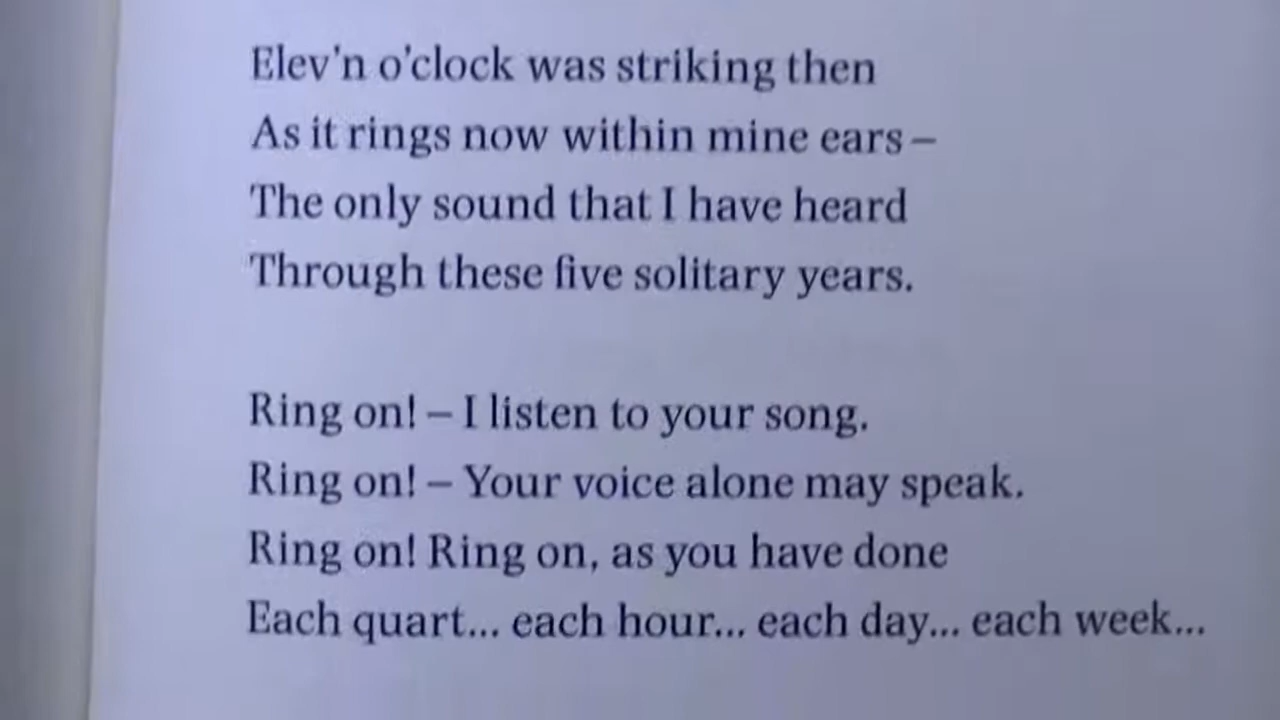 Elev'n o'clock was striking then
As it rings now within mine ears –
The only sound that I have heard
Through these five solitary years.
Ring on! – I listen to your song.
Ring on! – Your voice alone may speak.
Ring on! Ring on, as you have done
Each quart... each hour... each day... each week...